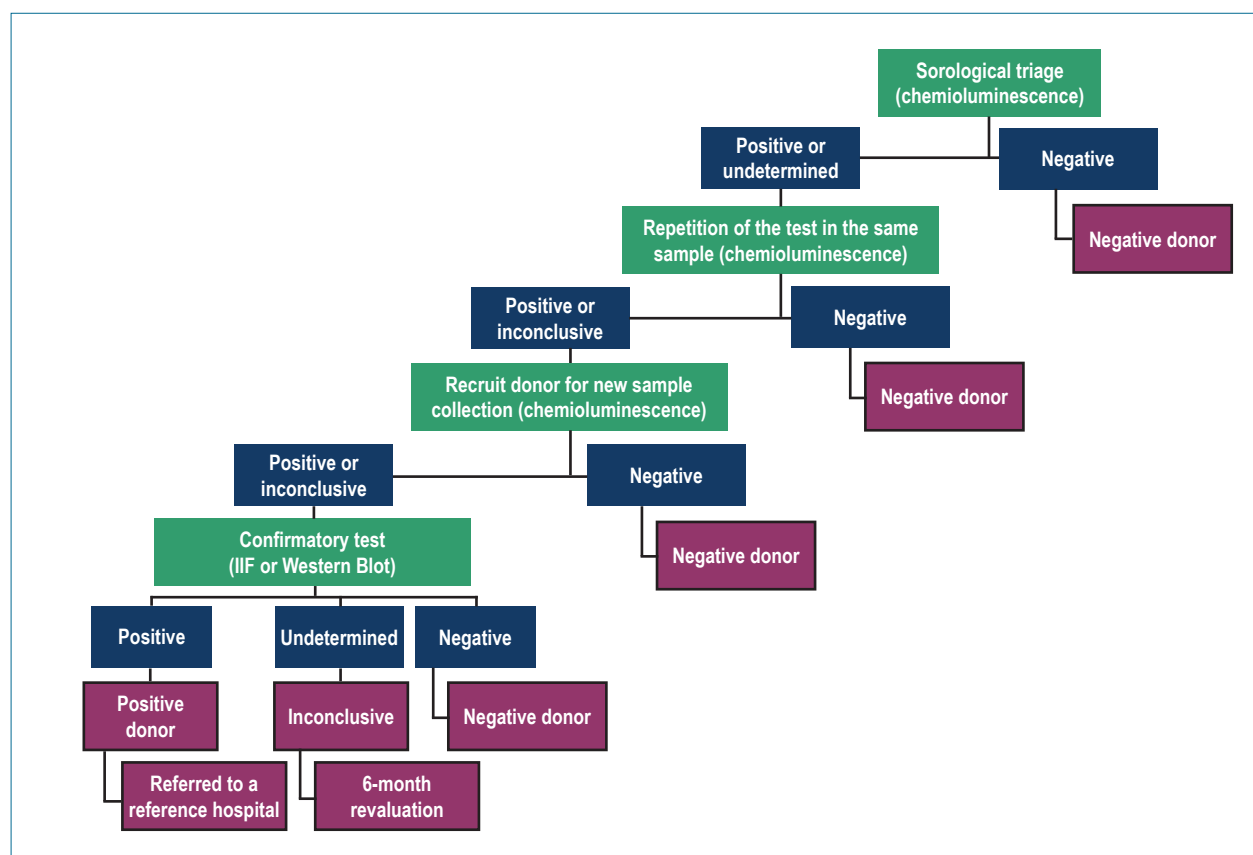 Sorological triage
(chemioluminescence)
Positive or
undetermined
Negative
Negative donor
Repetition of the test in the same
sample (chemioluminescence)
Positive or
inconclusive
Negative
Negative donor
Recruit donor for new sample
collection (chemioluminescence)
Positive or
inconclusive
Negative
Negative donor
Confirmatory test
(IIF or Western Blot)
Positive
Undetermined
Negative
Positive
donor
Inconclusive
Negative donor
Referred to a
reference hospital
6-month
revaluation